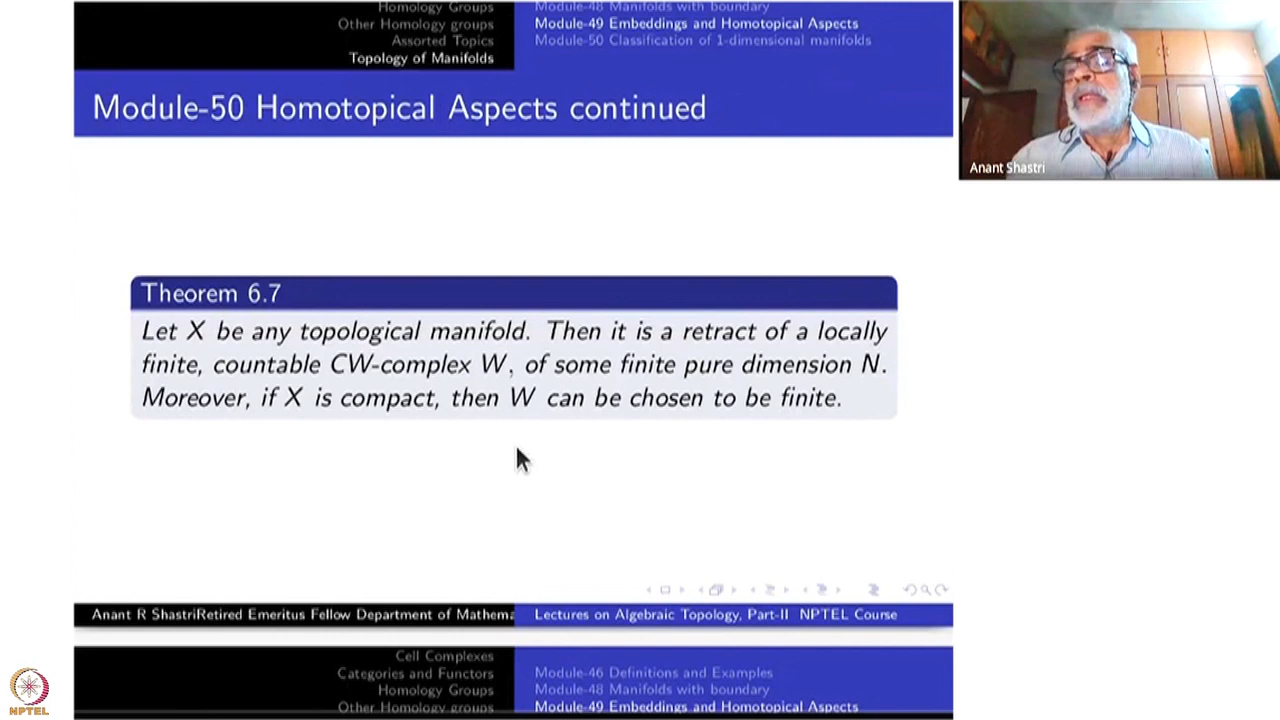 Homology Groups
Other Homology groups
Assorted Topics
Topology of Manifolds
Module-48 Manifolds with boundary
Module-49 Embeddings and Homotopical Aspects
Module-50 Classification of 1-dimensional manifolds
Module-50 Homotopical Aspects continued
Anant Shastri
Theorem 6.7
Let X be any topological manifold. Then it is a retract of a locally
finite, countable CW-complex W, of some finite pure dimension N.
Moreover, if X is compact, then W can be chosen to be finite.
Anant R ShastriRetired Emeritus Fellow Department of Mathema
Lectures on Algebraic Topology, Part-II NPTEL Course
Cell Complexes
Categories and Functors
Homology Groups
Other Homology groups
Module-46 Definitions and Examples
Module-48 Manifolds with boundary
Module-49 Embeddings and Homotopical Aspects
NPTEL